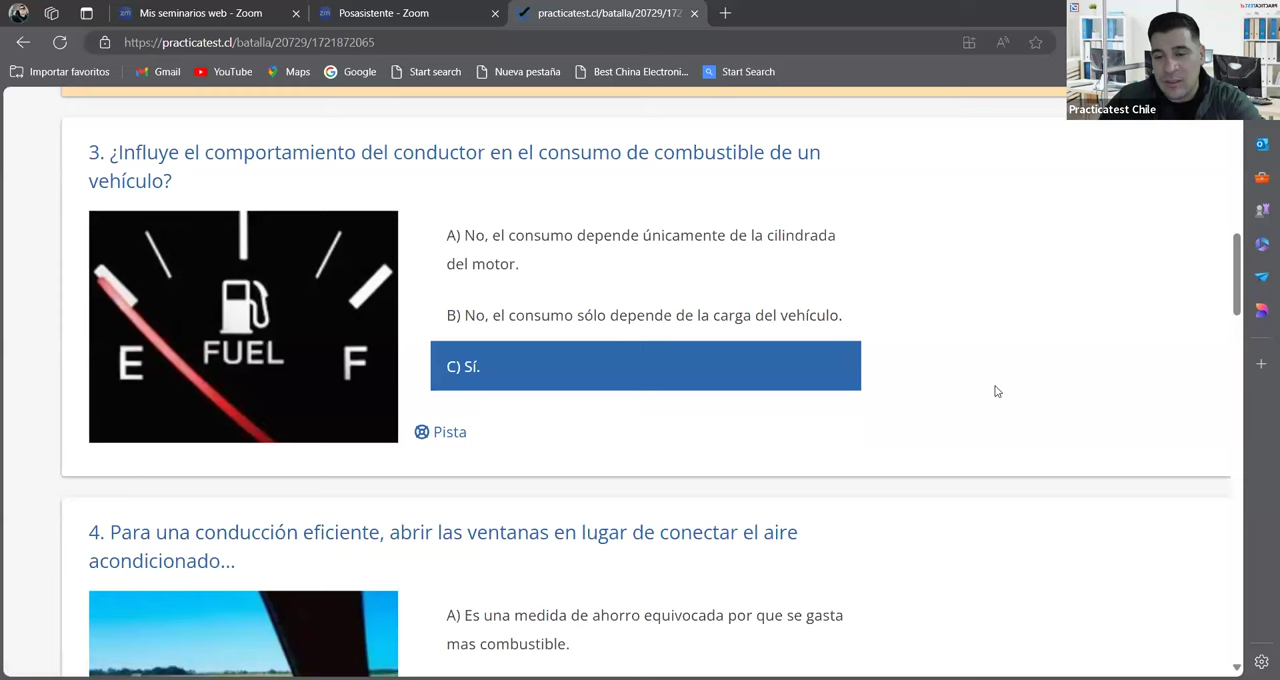 Mis seminarios web - Zoom
Posasistente - Zoom
practicatest.cl/batalla/20729/172
https://practicatest.cl/batalla/20729/1721872065
Importar favoritos
Gmail
YouTube
Maps
Google
Start search
Nueva pestaña
Best China Electroni...
Start Search
Practicatest Chile
3. ¿Influye el comportamiento del conductor en el consumo de combustible de un
vehículo?
E
FUEL
F
A) No, el consumo depende únicamente de la cilindrada
del motor.
B) No, el consumo sólo depende de la carga del vehículo.
C) Sí.
Pista
4. Para una conducción eficiente, abrir las ventanas en lugar de conectar el aire
acondicionado...
A) Es una medida de ahorro equivocada por que se gasta
mas combustible.